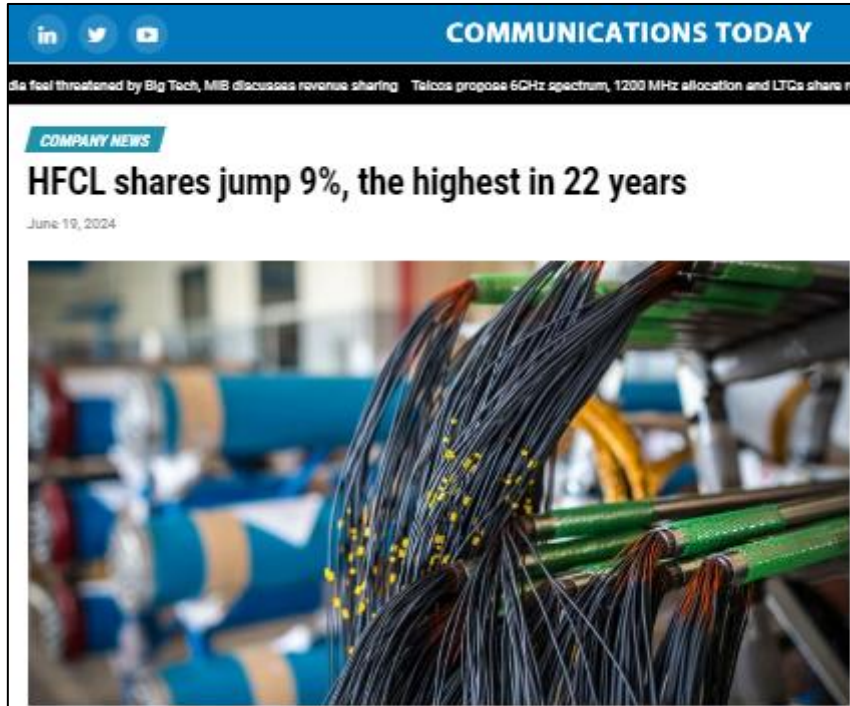 in
COMMUNICATIONS TODAY
dia feel threatened by Big Tech, MIB discusses revenue sharing Telcos propose 6GHz spectrum, 1200 MHz allocation and LTGs share
COMPANY NEWS
HFCL shares jump 9%, the highest in 22 years
June 19, 2024